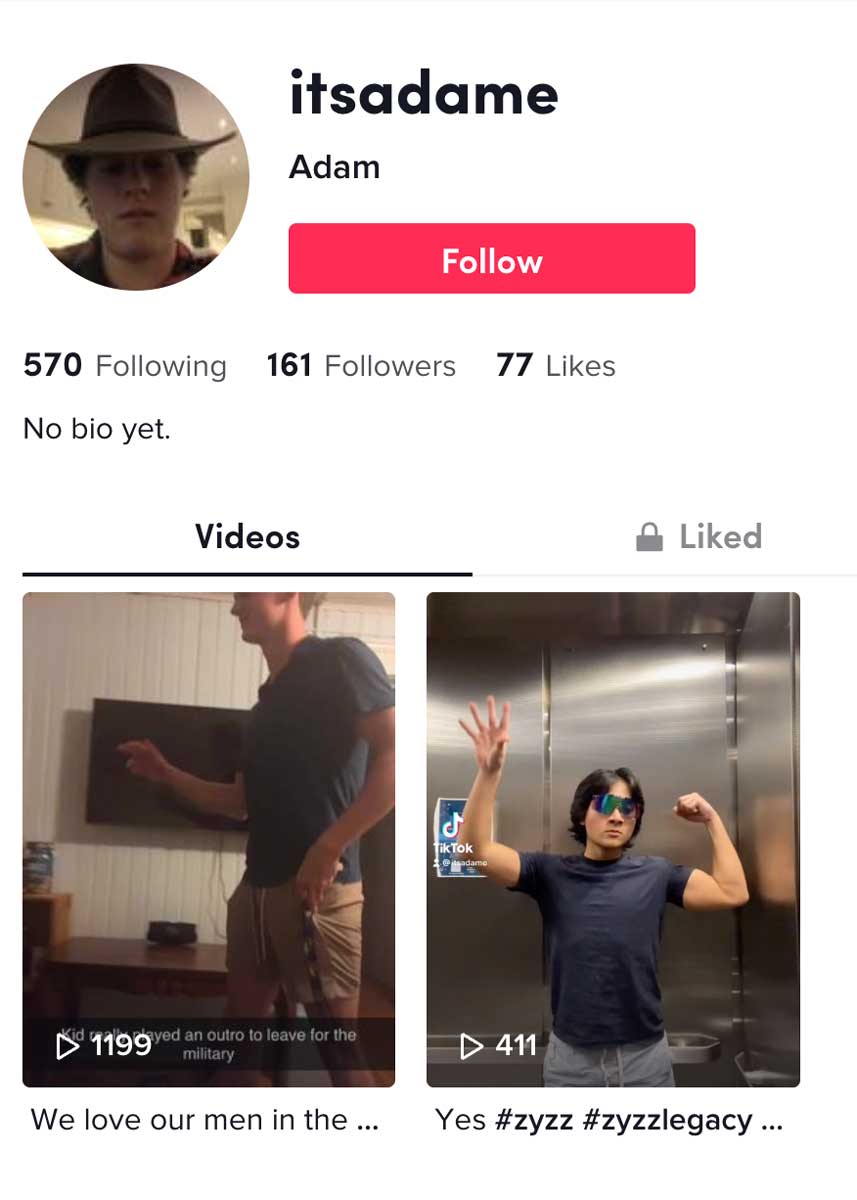 itsadame
Adam
Follow
570 Following 161 Followers 77 Likes
No bio yet.
Videos
Liked
Kid really played an outro to leave for the
military
1199
TikTok
@itsadame
411
We love our men in the ...
Yes #zyzz #zyzzlegacy ...